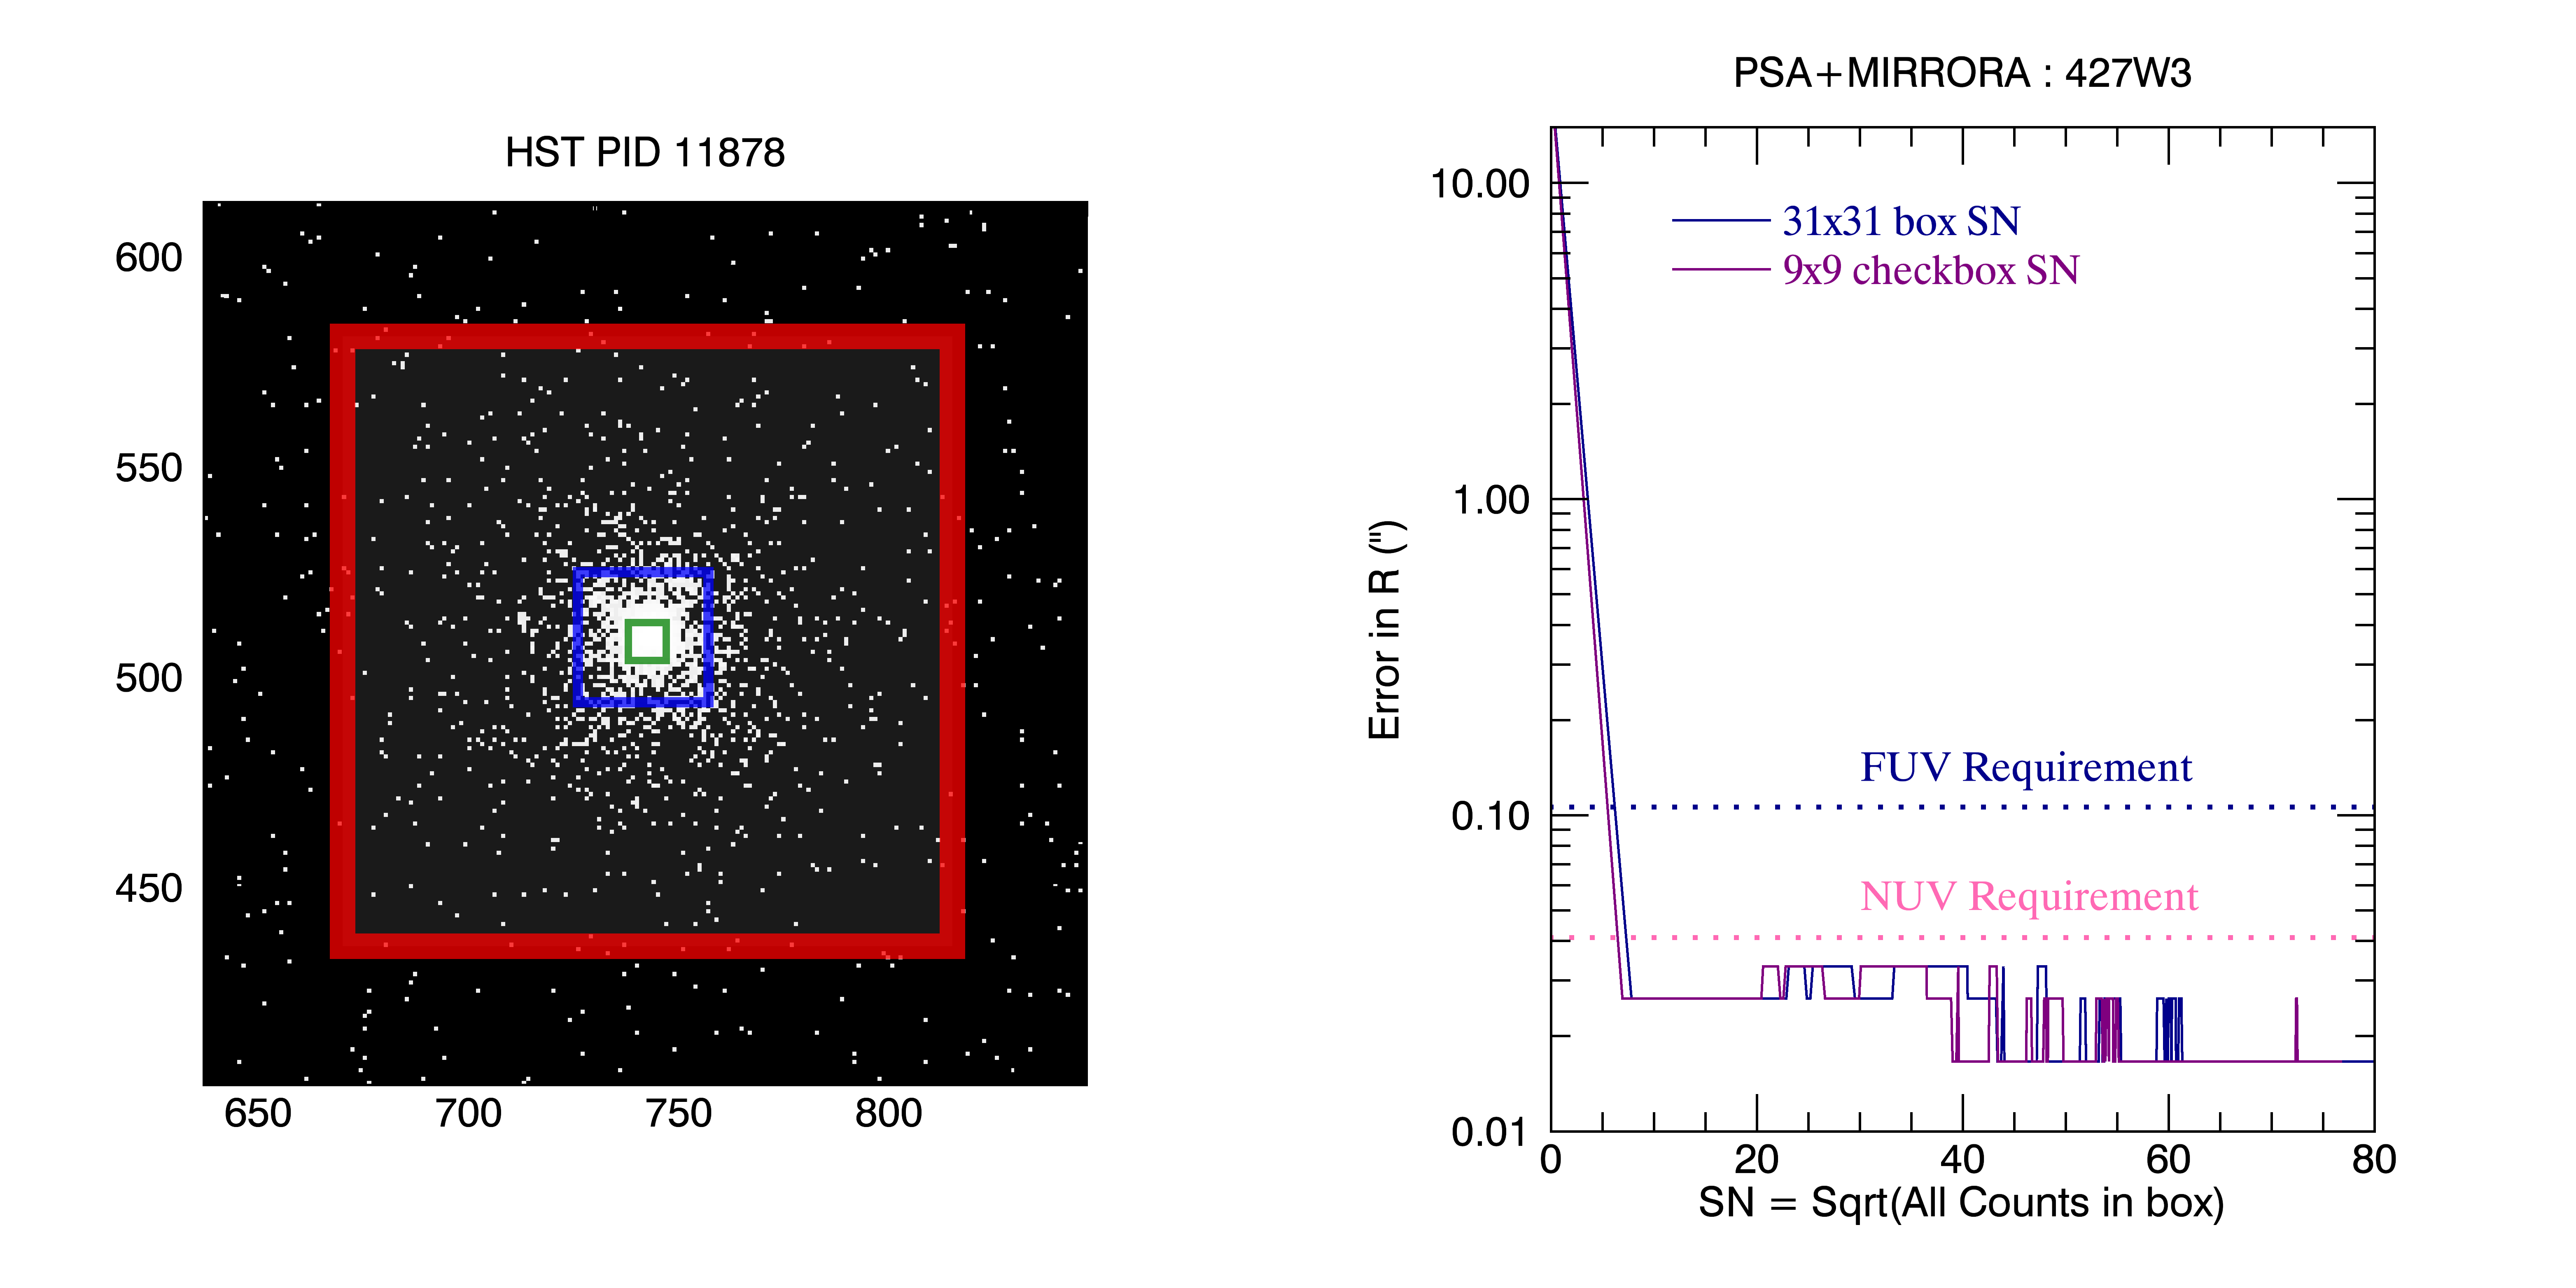 HST PID 11878
600
550
500
450
650 700 750 800
PSA+MIRRORA : 427W3
10.00
1.00
0.10
0.01
Error in R (")
31x31 box SN
9x9 checkbox SN
FUV Requirement
NUV Requirement
0 20 40 60 80
SN = Sqrt(All Counts in box)